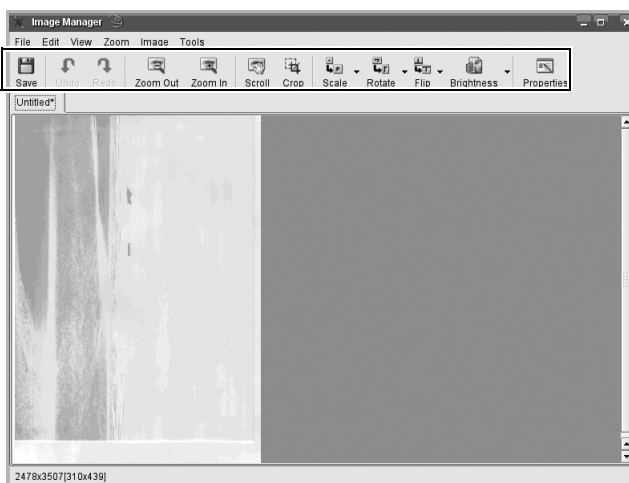 Image Manager
File Edit View Zoom Image Tools
Save Undo Redo Zoom Out Zoom In Scroll Crop Scale Rotate Flip Brightness Properties
Untitled*
2478x3507[310x439]